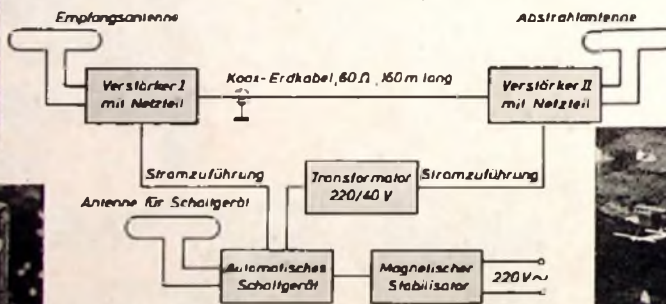 Empfangsantenne
Abstrahlantenne
Verstärker I
mit Netzteil
Koax-Erdkabel, 60 Ω, 160 m lang
Verstärker II
mit Netzteil
Stromzuführung
Transformator
220/40 V
Stromzuführung
Antenne für Schaltgerät
Automatisches
Schaltgerät
Magnetischer
Stabilisator
220V~